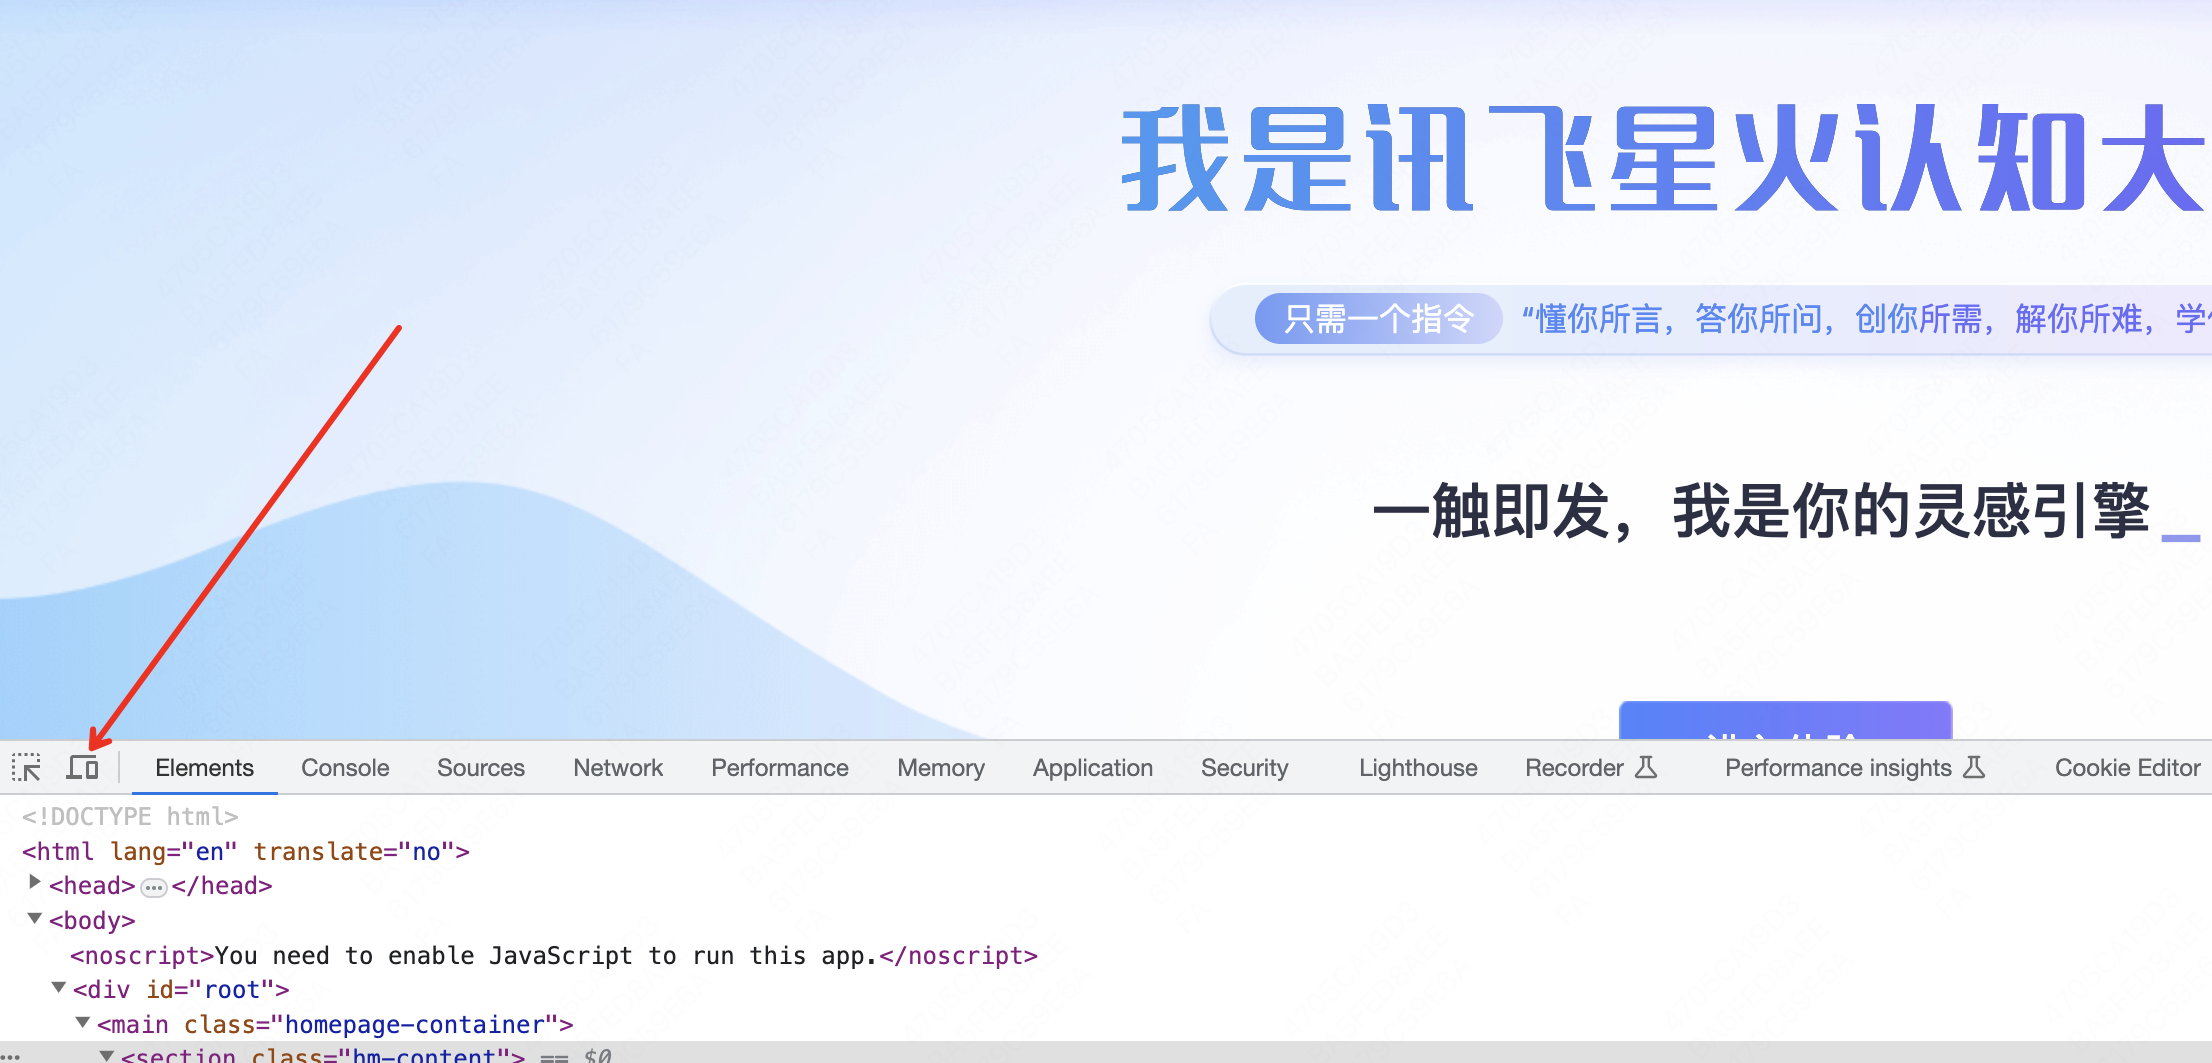 我是讯飞星火认知大
只需一个指令 “懂你所言，答你所问，创你所需，解你所难，学
一触即发，我是你的灵感引擎_
Elements Console Sources Network Performance Memory Application Security Lighthouse Recorder Performance insights Cookie Editor
<!DOCTYPE html>
<html lang="en" translate="no">
<head>…</head>
<body>
<noscript>You need to enable JavaScript to run this app.</noscript>
<div id="root">
<main class="homepage-container">
<section class="hm-content"> == $0